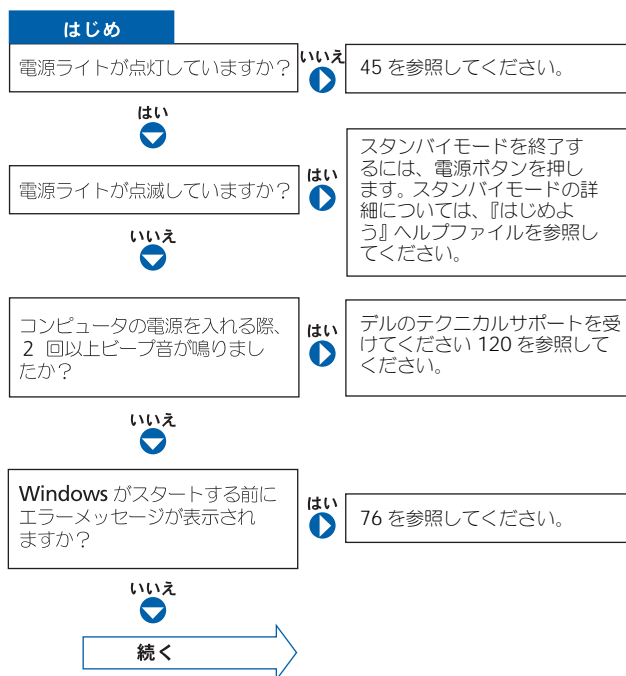 はじめ
電源ライトが点灯していますか?
いいえ
45 を参照してください。
はい
電源ライトが点滅していますか?
はい
スタンバイモードを終了す
るには、電源ボタンを押し
ます。スタンバイモードの詳
細については、『はじめよ
う』ヘルプファイルを参照し
てください。
いいえ
コンピュータの電源を入れる際、
2 回以上ビープ音が鳴りまし
たか?
はい
デルのテクニカルサポートを受
けてください 120 を参照して
ください。
いいえ
Windows がスタートする前に
エラーメッセージが表示され
ますか?
はい
76 を参照してください。
いいえ
続く